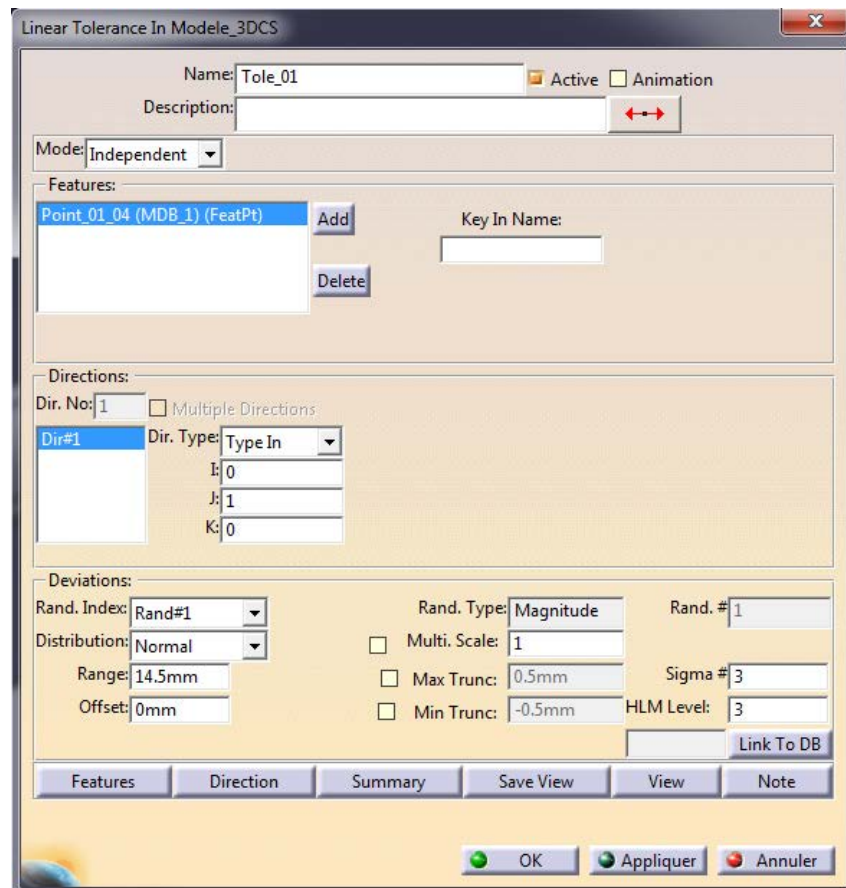 Linear Tolerance In Modele_3DCS
Name: Tole_01 Active Animation
Description:
Mode: Independent
Features:
Point_01_04 (MDB_1) (FeatPt) Add Key In Name:
Delete
Directions:
Dir. No: 1 Multiple Directions
Dir#1 Dir. Type: Type In
I: 0
J: 1
K: 0
Deviations:
Rand. Index: Rand#1 Rand. Type: Magnitude Rand. # 1
Distribution: Normal Multi. Scale: 1
Range: 14.5mm Max Trunc: 0.5mm Sigma # 3
Offset: 0mm Min Trunc: -0.5mm HLM Level: 3
Link To DB
Features Direction Summary Save View View Note
OK Appliquer Annuler